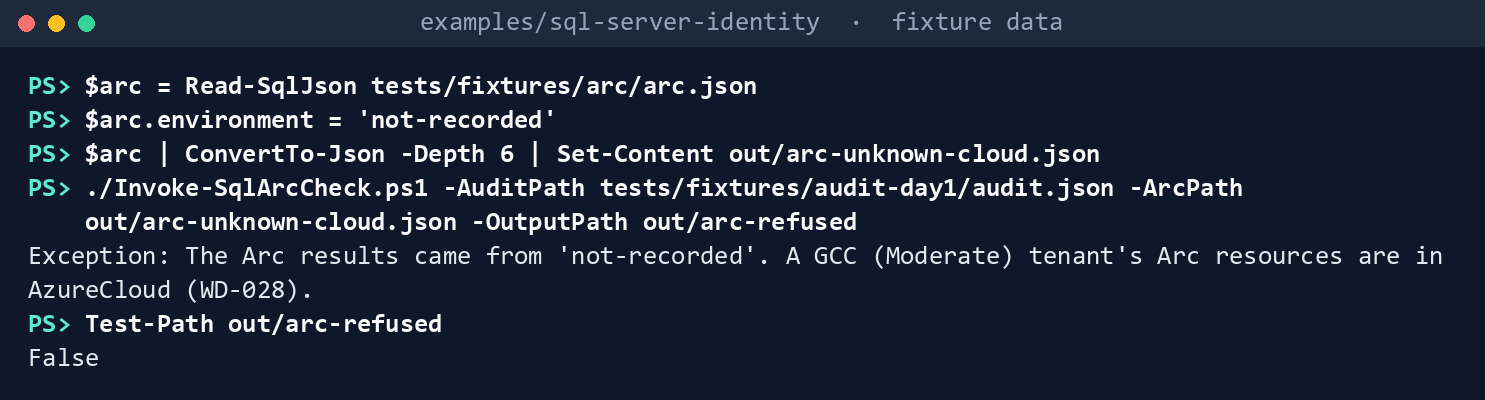 examples/sql-server-identity · fixture data
PS> $arc = Read-SqlJson tests/fixtures/arc/arc.json
PS> $arc.environment = 'not-recorded'
PS> $arc | ConvertTo-Json -Depth 6 | Set-Content out/arc-unknown-cloud.json
PS> ./Invoke-SqlArcCheck.ps1 -AuditPath tests/fixtures/audit-day1/audit.json -ArcPath
out/arc-unknown-cloud.json -OutputPath out/arc-refused
Exception: The Arc results came from 'not-recorded'. A GCC (Moderate) tenant's Arc resources are in
AzureCloud (WD-028).
PS> Test-Path out/arc-refused
False